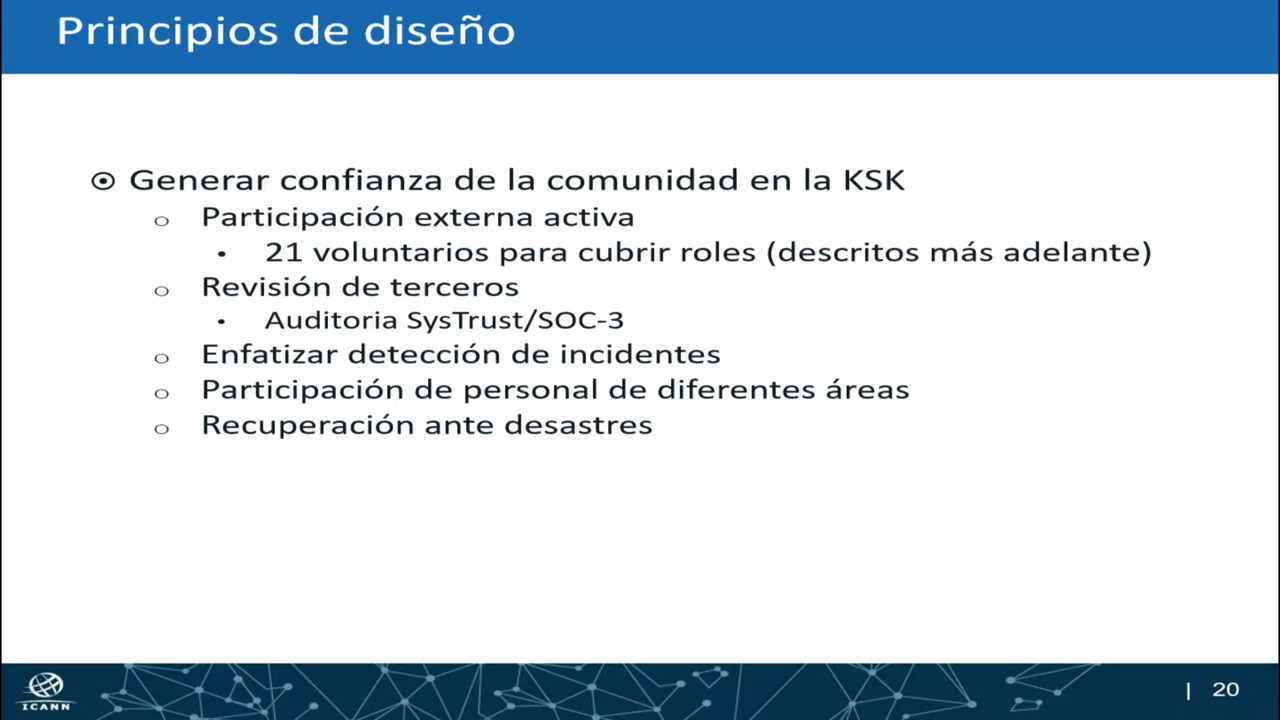 Principios de diseño
Generar confianza de la comunidad en la KSK
Participación externa activa
21 voluntarios para cubrir roles (descritos más adelante)
Revisión de terceros
Auditoria SysTrust/SOC-3
Enfatizar detección de incidentes
Participación de personal de diferentes áreas
Recuperación ante desastres
ICANN
| 20